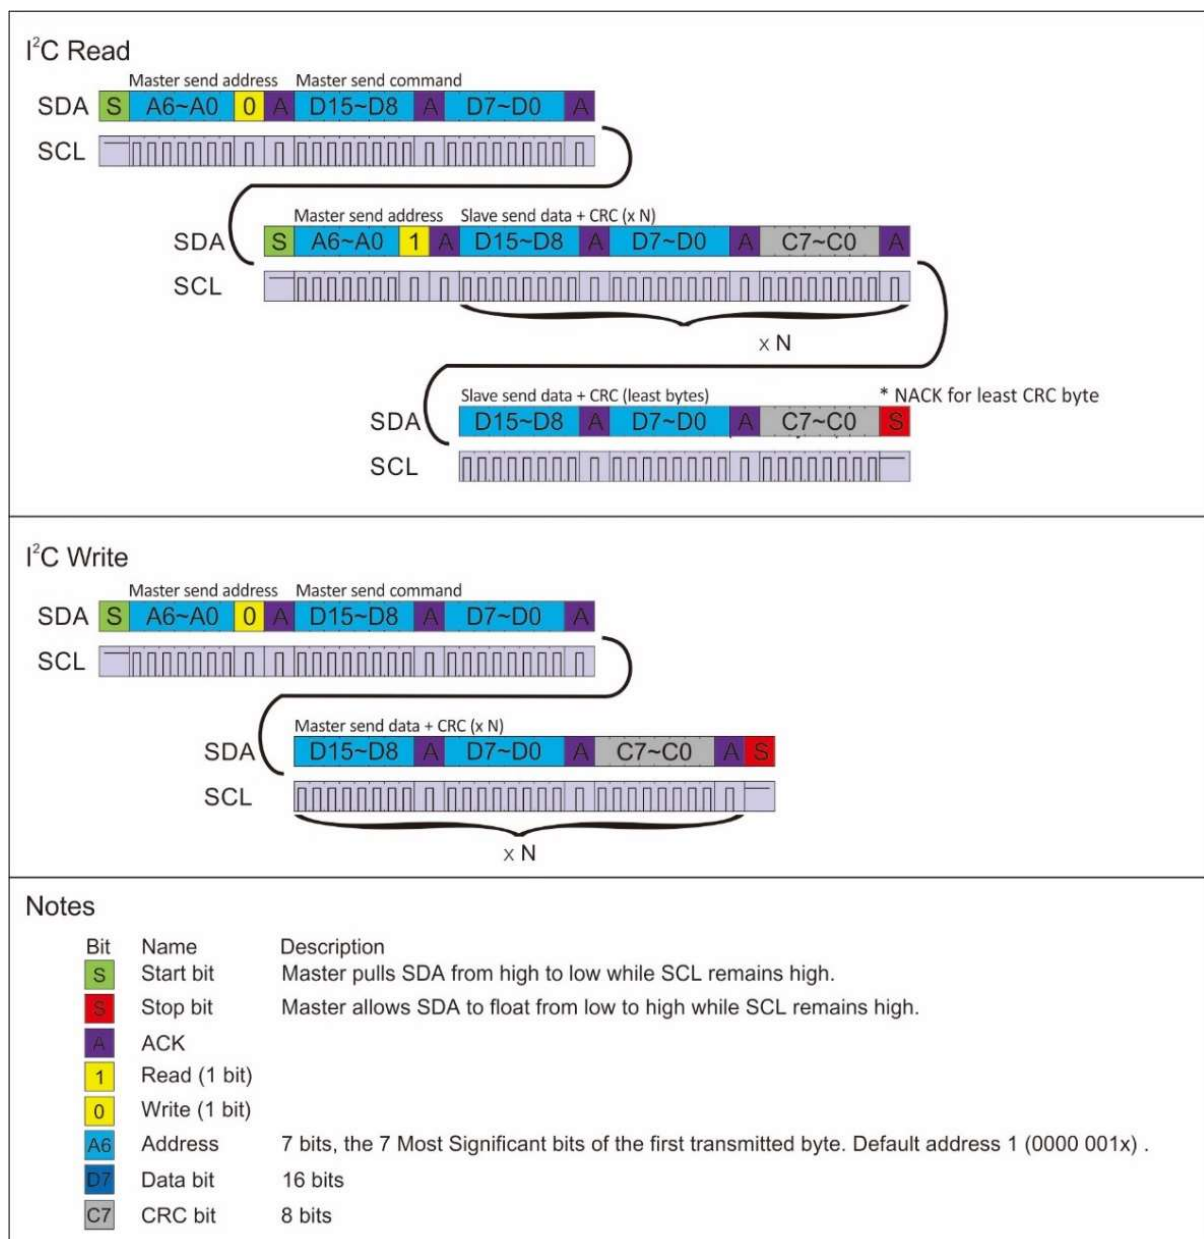 I²C Read
Master send address Master send command
SDA S A6~A0 0 A D15~D8 A D7~D0 A
SCL
Master send address Slave send data + CRC (x N)
SDA S A6~A0 1 A D15~D8 A D7~D0 A C7~C0 A
SCL
x N
Slave send data + CRC (least bytes) * NACK for least CRC byte
SDA D15~D8 A D7~D0 A C7~C0 S
SCL
I²C Write
Master send address Master send command
SDA S A6~A0 0 A D15~D8 A D7~D0 A
SCL
Master send data + CRC (x N)
SDA D15~D8 A D7~D0 A C7~C0 A S
SCL
x N
Notes
Bit Name Description
S Start bit Master pulls SDA from high to low while SCL remains high.
S Stop bit Master allows SDA to float from low to high while SCL remains high.
A ACK
1 Read (1 bit)
0 Write (1 bit)
A6 Address 7 bits, the 7 Most Significant bits of the first transmitted byte. Default address 1 (0000 001x) .
D7 Data bit 16 bits
C7 CRC bit 8 bits